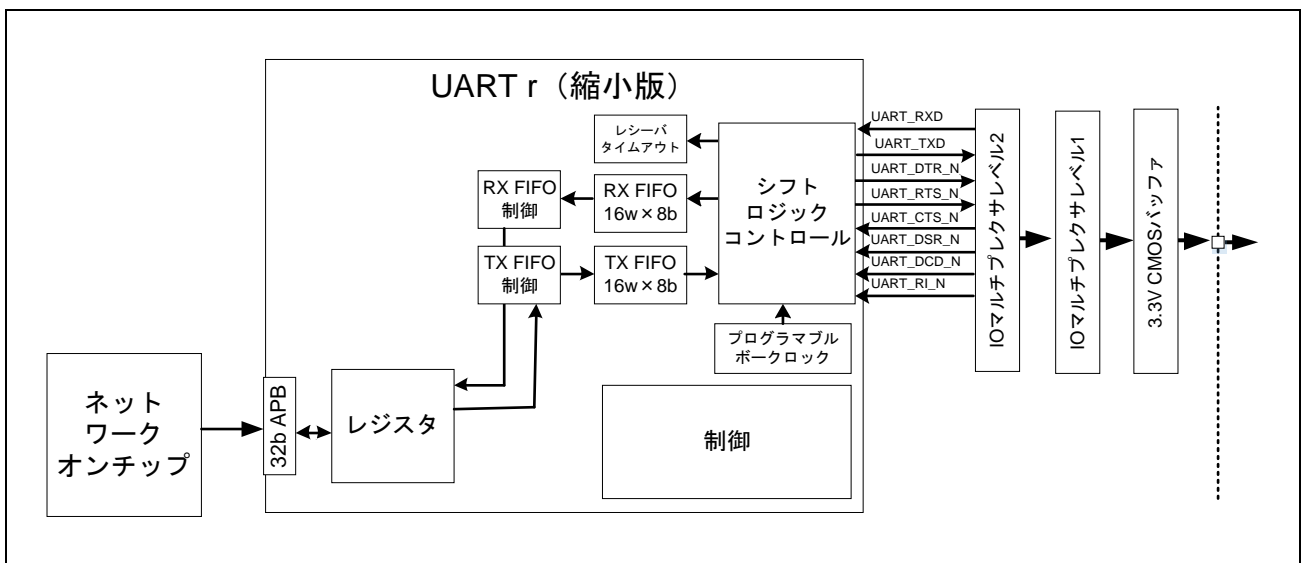 UART r（縮小版）
レシーバ
タイムアウト
RX FIFO
制御
RX FIFO
16w×8b
TX FIFO
制御
TX FIFO
16w×8b
シフト
ロジック
コントロール
プログラマブル
ボークロック
制御
ネット
ワーク
オンチップ
32b APB
レジスタ
UART_RXD
UART_TXD
UART_DTR_N
UART_RTS_N
UART_CTS_N
UART_DSR_N
UART_DCD_N
UART_RI_N
IOマルチプレクサレベル2
IOマルチプレクサレベル1
3.3V CMOSバッファ